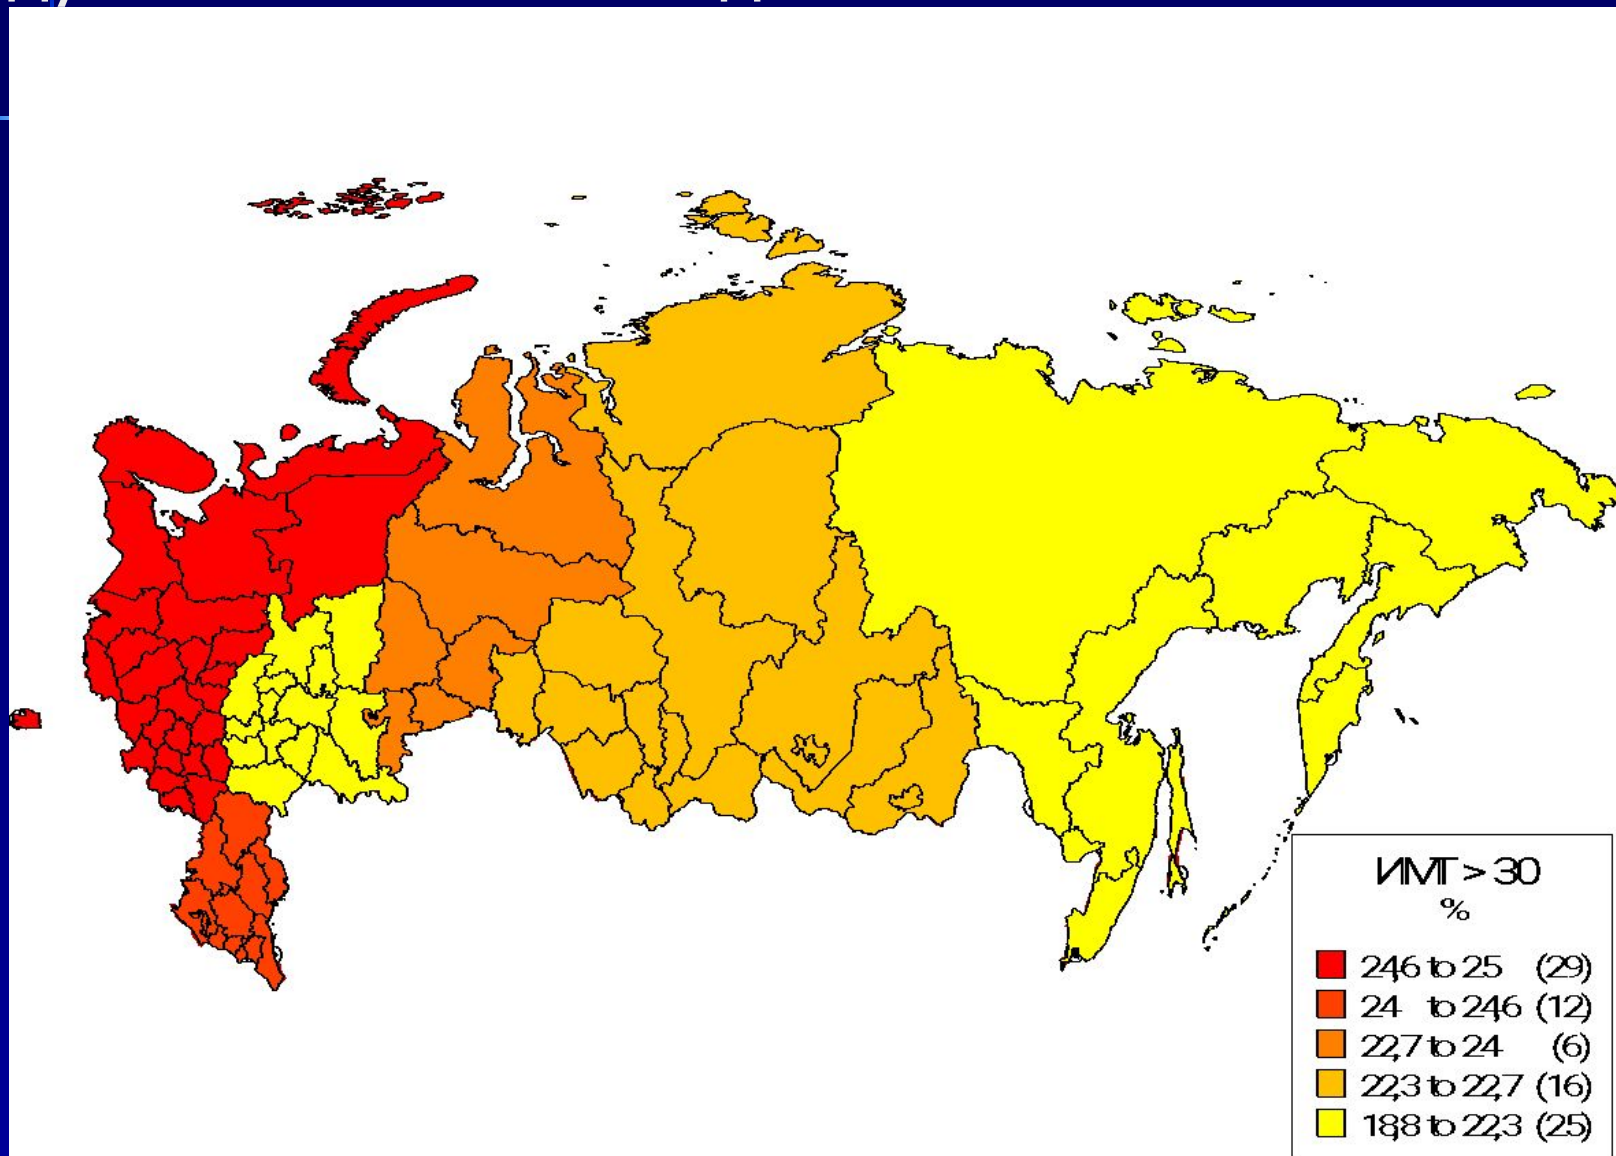 ИМТ > 30
%
24,6 to 25 (29)
24 to 24,6 (12)
22,7 to 24 (6)
22,3 to 22,7 (16)
18,8 to 22,3 (25)